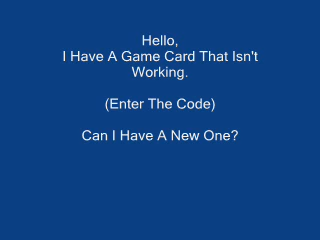 Hello,
I Have A Game Card That Isn't
Working.
(Enter The Code)
Can I Have A New One?